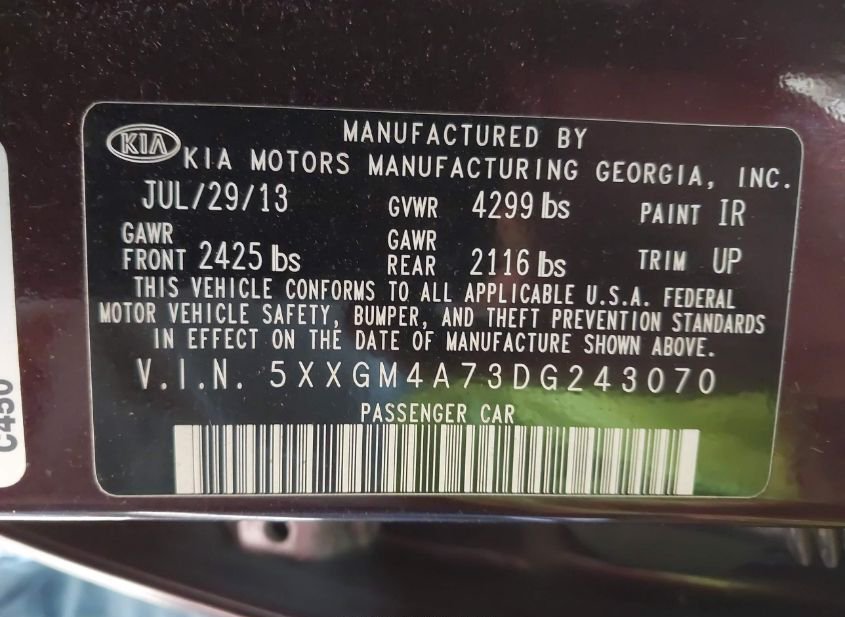 KIA
MANUFACTURED BY
KIA MOTORS MANUFACTURING GEORGIA, INC.
JUL/29/13 GVWR 4299 lbs PAINT IR
GAWR FRONT 2425 lbs GAWR REAR 2116 lbs TRIM UP
THIS VEHICLE CONFORMS TO ALL APPLICABLE U.S.A. FEDERAL
MOTOR VEHICLE SAFETY, BUMPER, AND THEFT PREVENTION STANDARDS
IN EFFECT ON THE DATE OF MANUFACTURE SHOWN ABOVE.
V.I.N. 5XXGM4A73DG243070
PASSENGER CAR
C450